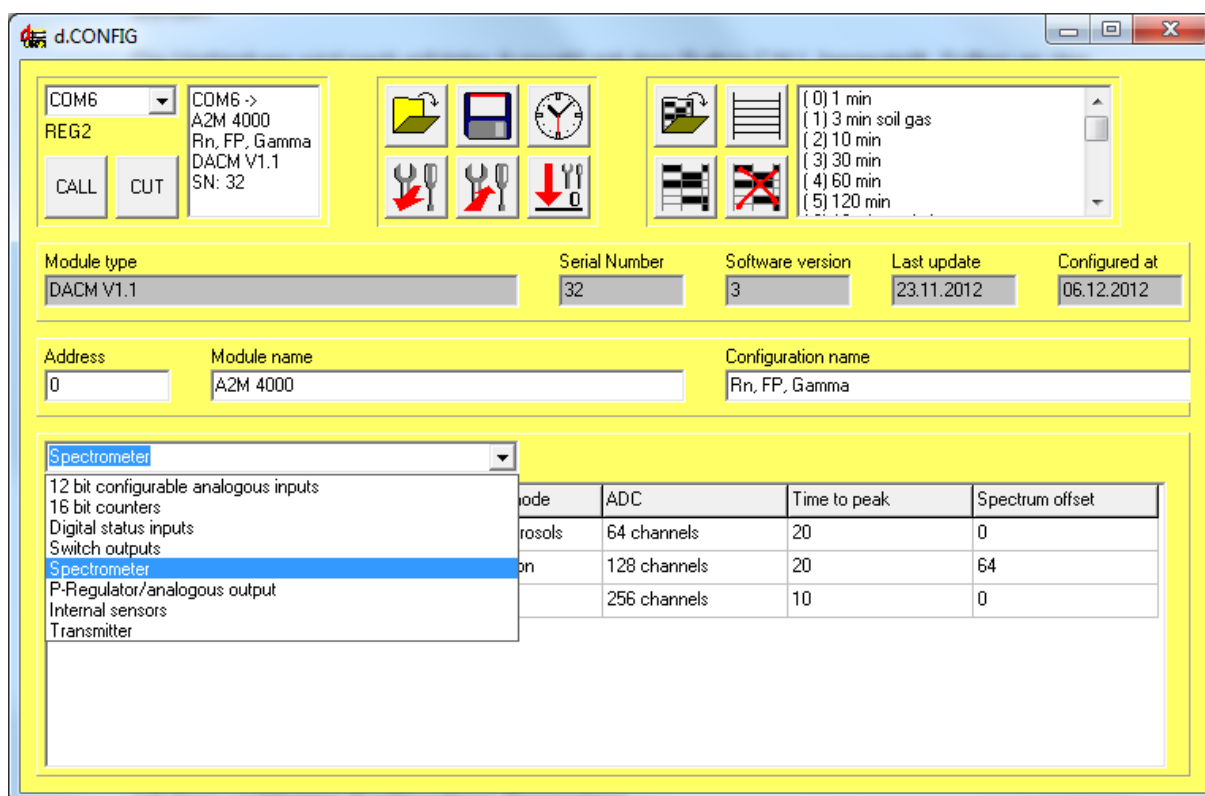 d.CONFIG
COM6
REG2
CALL
CUT
COM6 ->
A2M 4000
Rn, FP, Gamma
DACM V1.1
SN: 32
0
( 0) 1 min
( 1) 3 min soil gas
( 2) 10 min
( 3) 30 min
( 4) 60 min
( 5) 120 min
Module type
Serial Number
Software version
Last update
Configured at
DACM V1.1
32
3
23.11.2012
06.12.2012
Address
Module name
Configuration name
0
A2M 4000
Rn, FP, Gamma
Spectrometer
12 bit configurable analogous inputs
16 bit counters
Digital status inputs
Switch outputs
Spectrometer
P-Regulator/analogous output
Internal sensors
Transmitter
ADC
Time to peak
Spectrum offset
rosols
64 channels
20
0
on
128 channels
20
64
256 channels
10
0